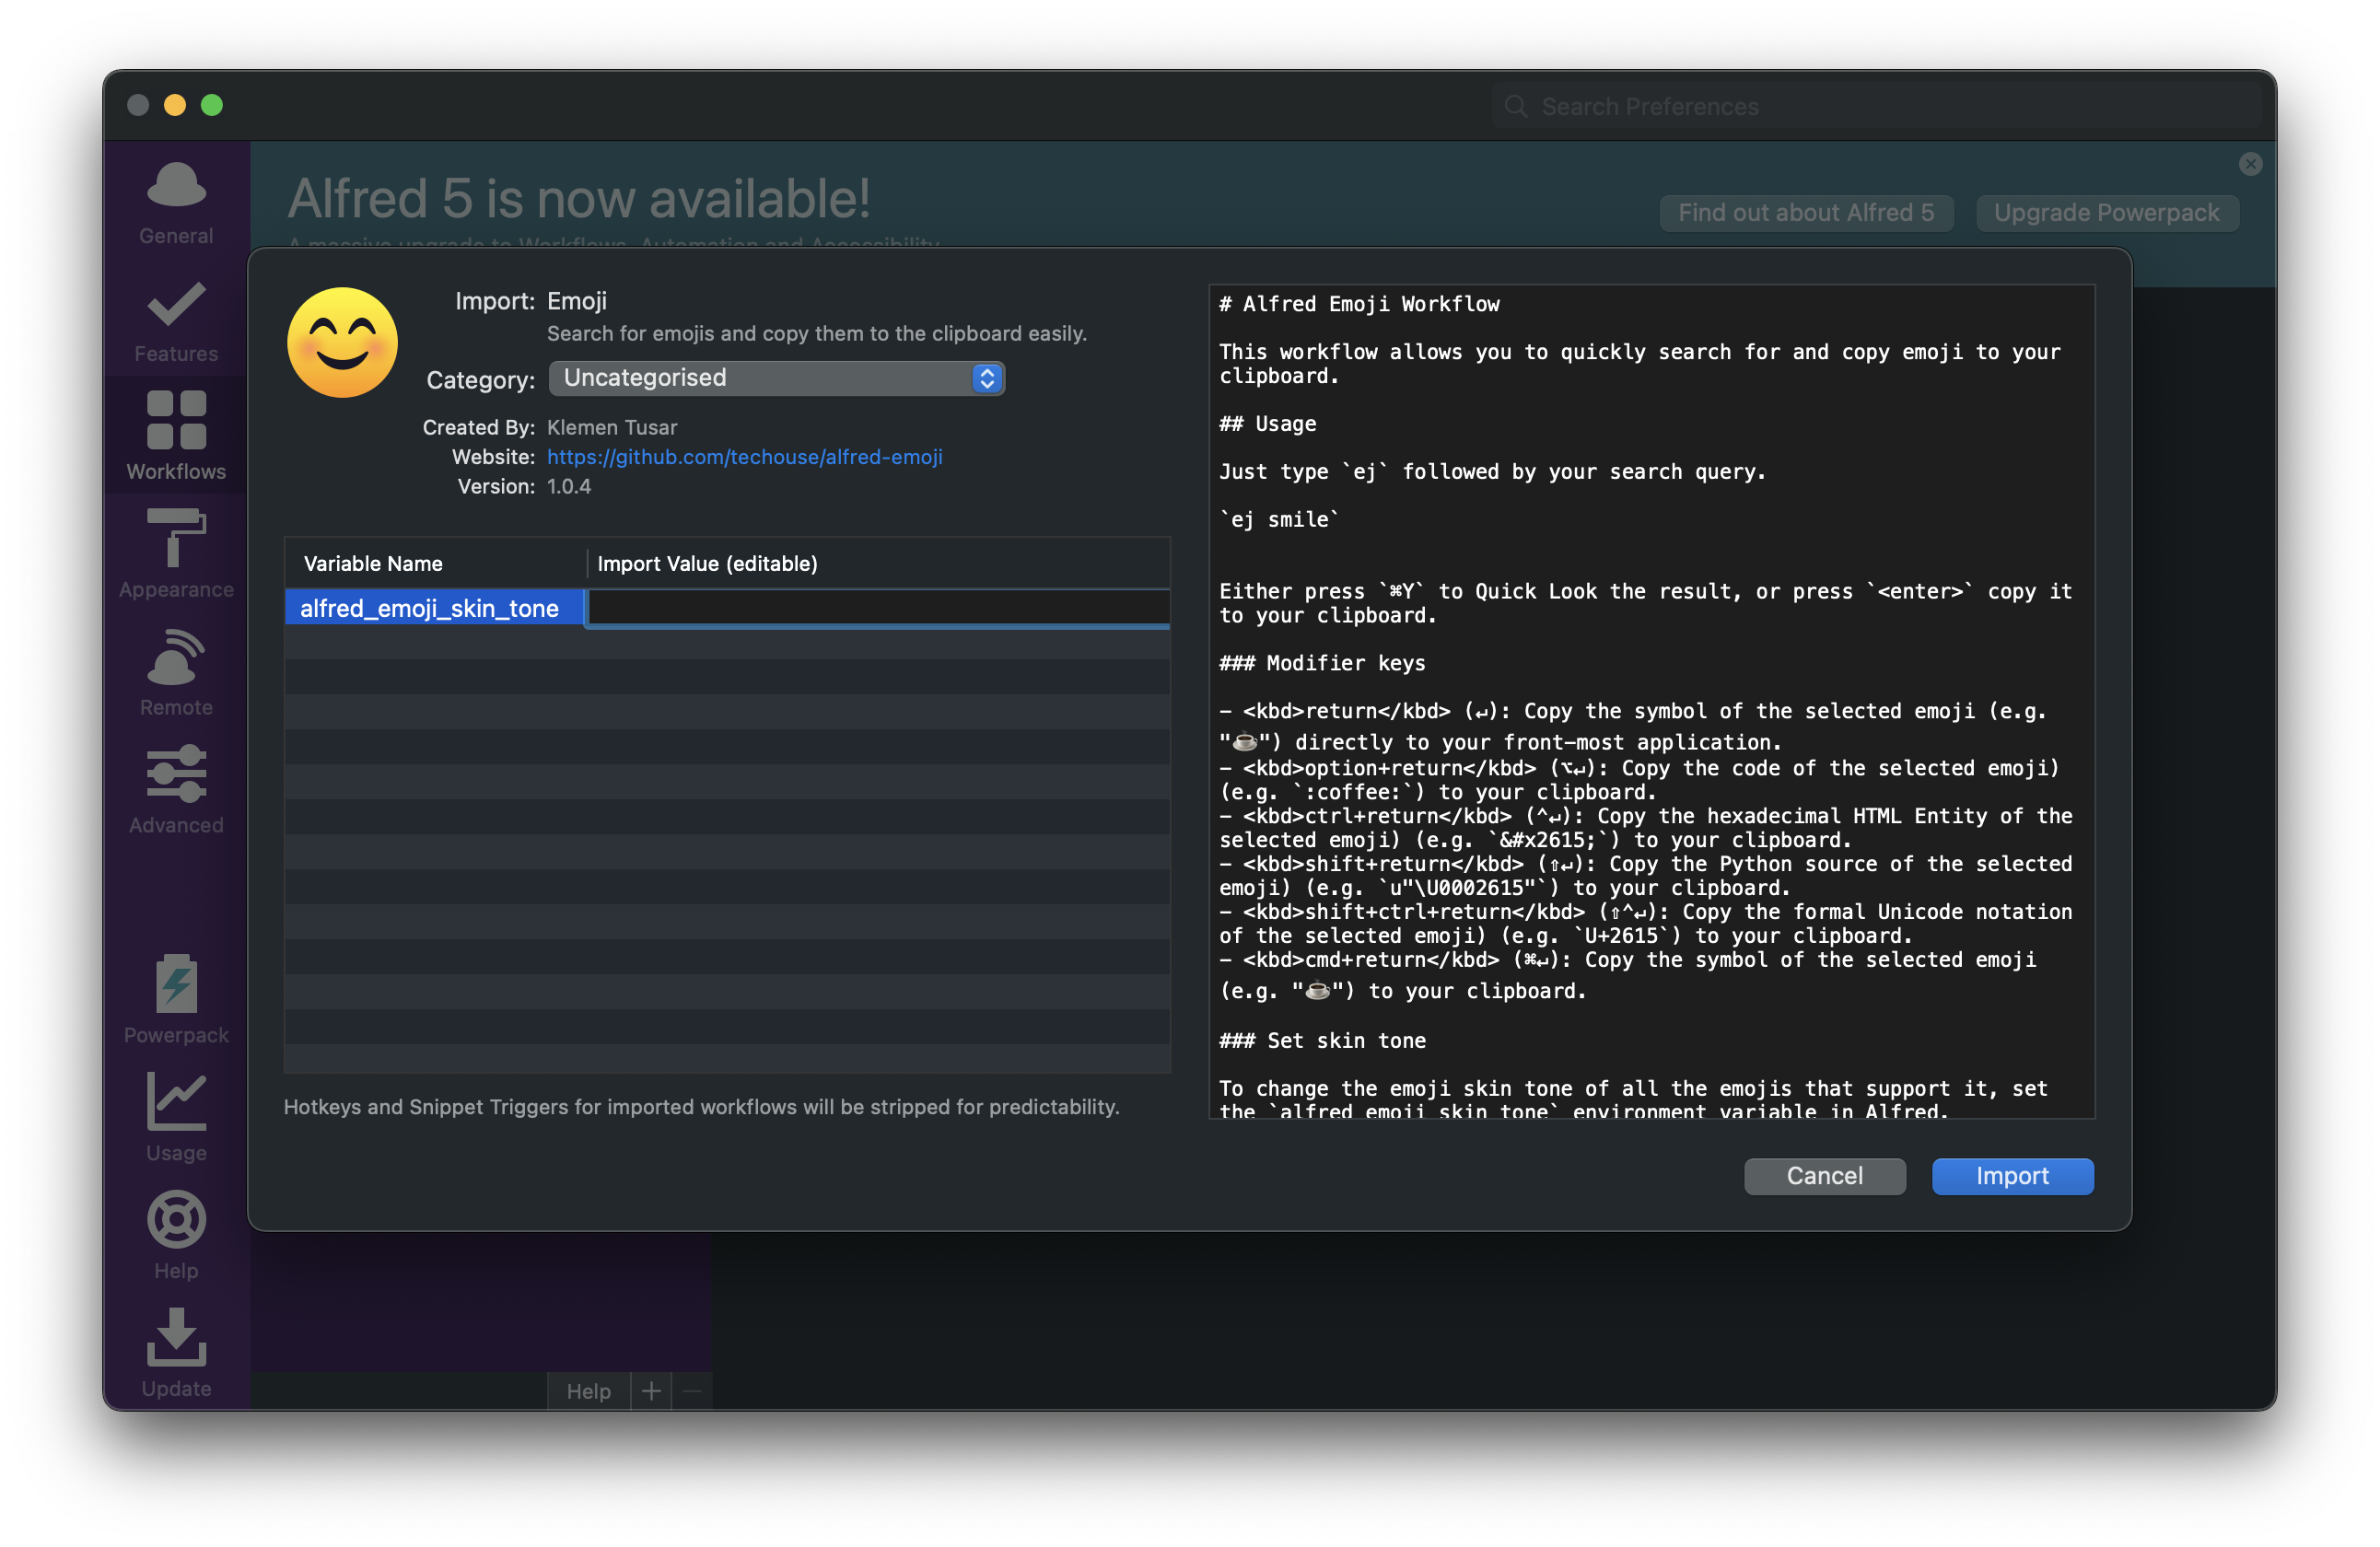 Search Preferences
Alfred 5 is now available!
Find out about Alfred 5
Upgrade Powerpack
A massive upgrade to Workflows, Automation and Accessibility
General
Features
Workflows
Appearance
Remote
Advanced
Powerpack
Usage
Help
Update
Import: Emoji
Search for emojis and copy them to the clipboard easily.
Category: Uncategorised
Created By: Klemen Tusar
Website: https://github.com/techouse/alfred-emoji
Version: 1.0.4
Variable Name Import Value (editable)
alfred_emoji_skin_tone
Hotkeys and Snippet Triggers for imported workflows will be stripped for predictability.
# Alfred Emoji Workflow
This workflow allows you to quickly search for and copy emoji to your
clipboard.
## Usage
Just type `ej` followed by your search query.
`ej smile`
Either press `⌘Y` to Quick Look the result, or press `<enter>` copy it
to your clipboard.
### Modifier keys
- <kbd>return</kbd> (↵): Copy the symbol of the selected emoji (e.g.
"☕️") directly to your front-most application.
- <kbd>option+return</kbd> (⌥↵): Copy the code of the selected emoji)
(e.g. `:coffee:`) to your clipboard.
- <kbd>ctrl+return</kbd> (⌃↵): Copy the hexadecimal HTML Entity of the
selected emoji) (e.g. `&#x2615;`) to your clipboard.
- <kbd>shift+return</kbd> (⇧↵): Copy the Python source of the selected
emoji) (e.g. `u"\U0002615"`) to your clipboard.
- <kbd>shift+ctrl+return</kbd> (⇧⌃↵): Copy the formal Unicode notation
of the selected emoji) (e.g. `U+2615`) to your clipboard.
- <kbd>cmd+return</kbd> (⌘↵): Copy the symbol of the selected emoji
(e.g. "☕️") to your clipboard.
### Set skin tone
To change the emoji skin tone of all the emojis that support it, set
the `alfred_emoji_skin_tone` environment variable in Alfred.
Cancel
Import
Help + −